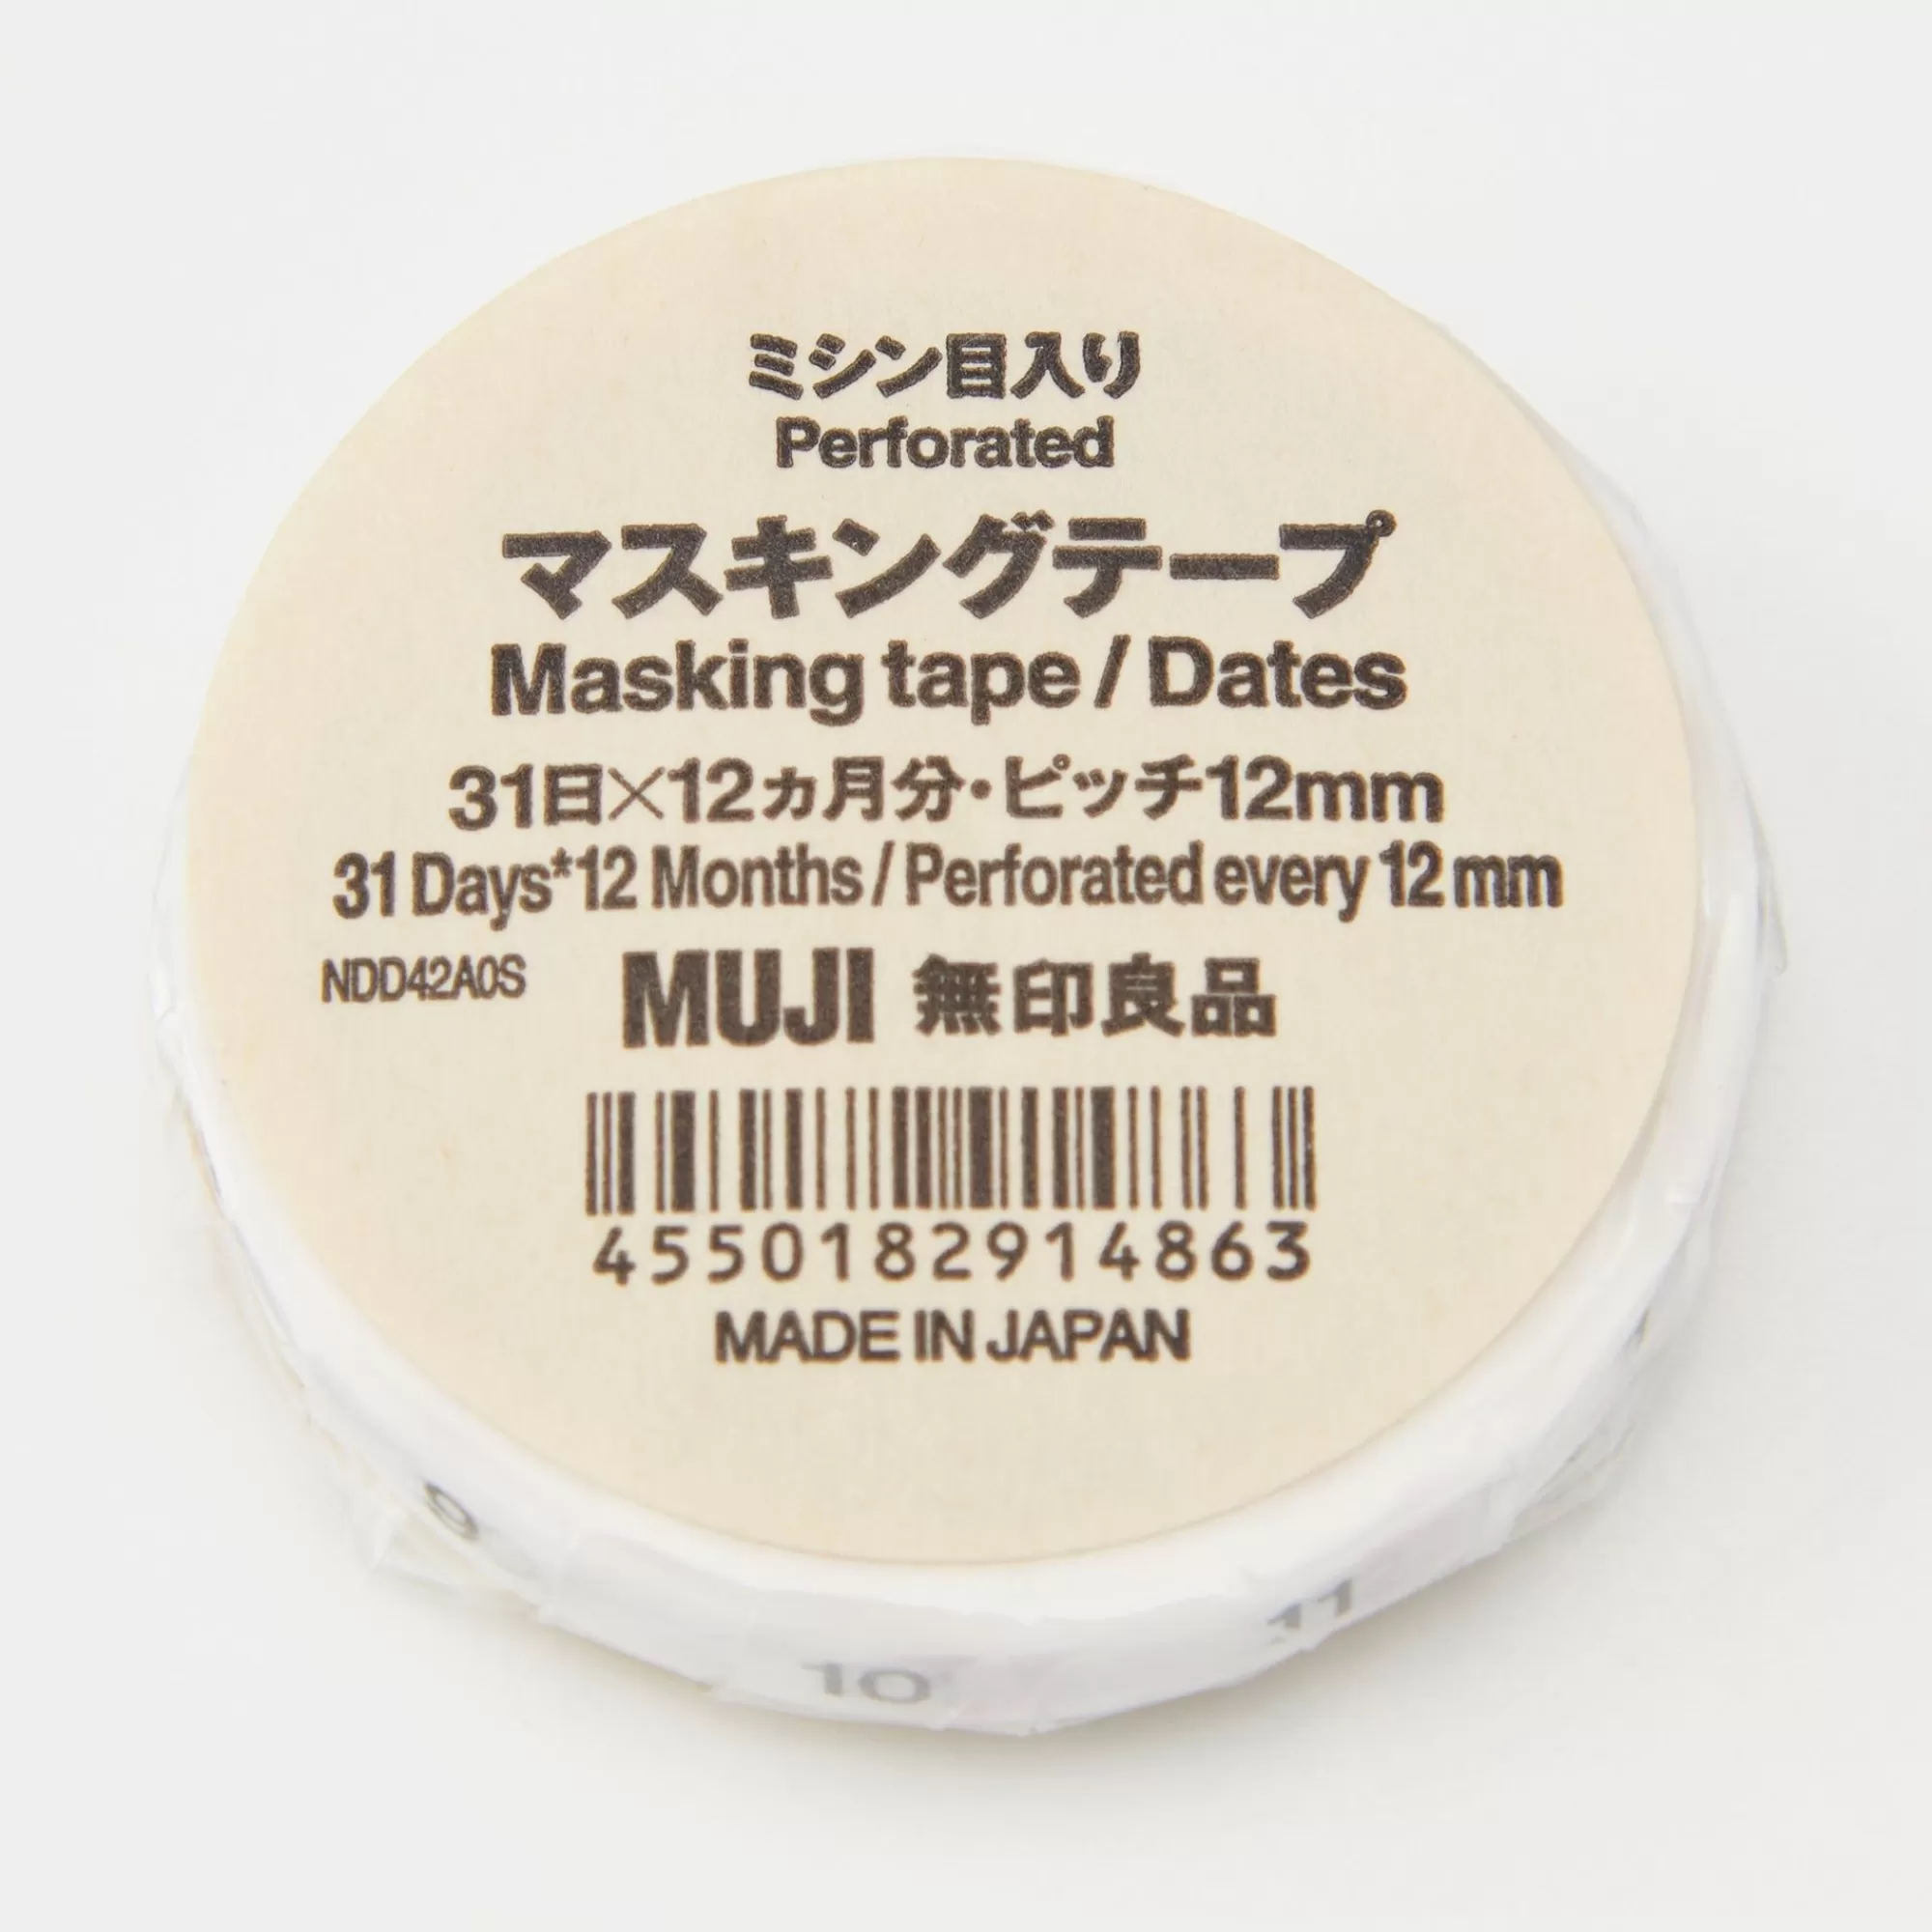 ミシン目入り
Perforated
マスキングテープ
Masking tape / Dates
31日×12ヵ月分・ピッチ12mm
31 Days*12 Months / Perforated every 12 mm
NDD42A0S MUJI 無印良品
4550182914863
MADE IN JAPAN
10
11